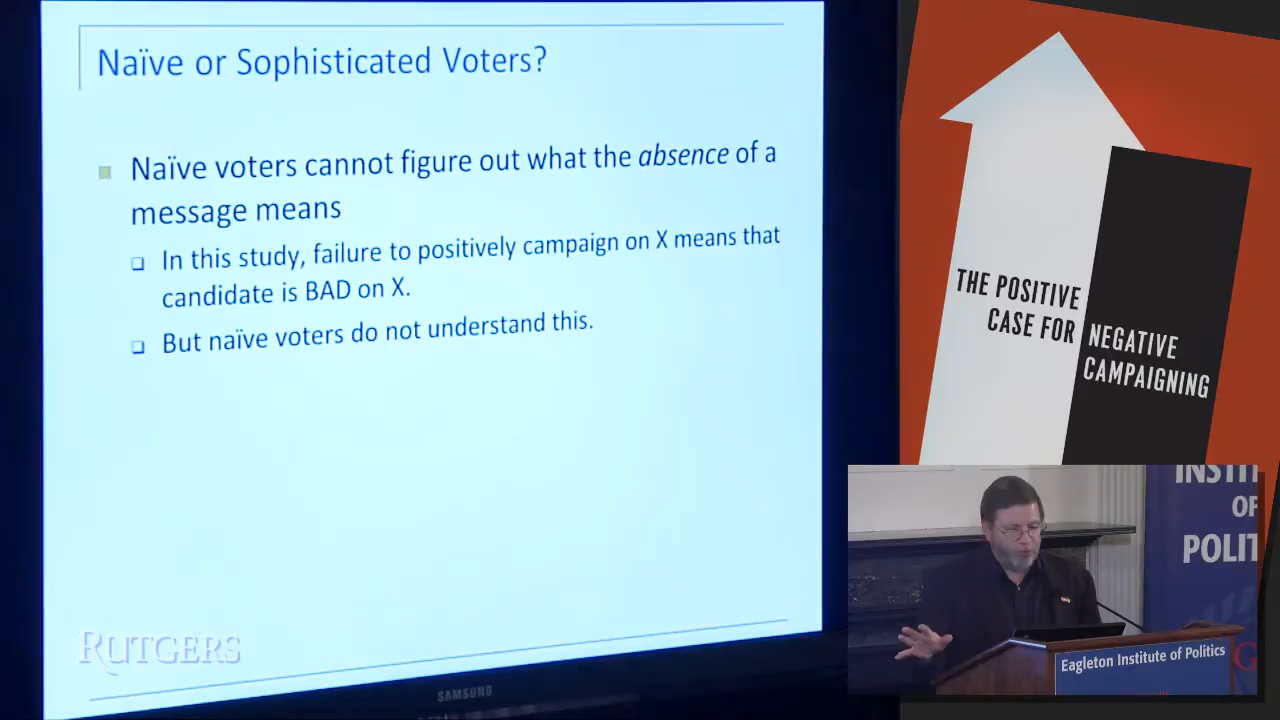 Naïve or Sophisticated Voters?
Naïve voters cannot figure out what the absence of a
message means
In this study, failure to positively campaign on X means that
candidate is BAD on X.
But naïve voters do not understand this.
RUTGERS
SAMSUNG
THE POSITIVE
CASE FOR
NEGATIVE
CAMPAIGNING
INSTIT
OF
POLIT
Eagleton Institute of Politics